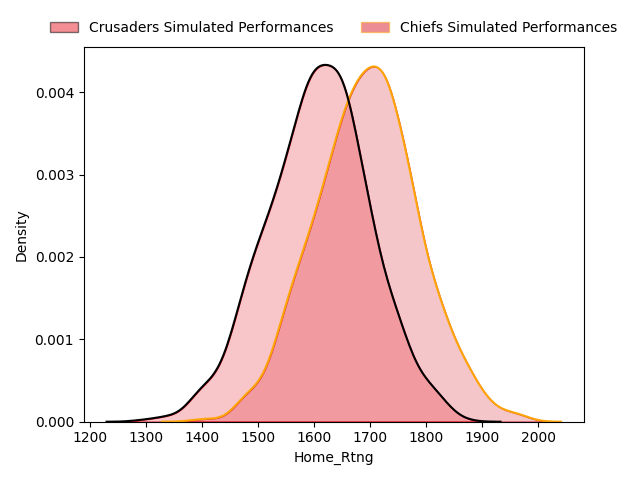 Crusaders Simulated Performances Chiefs Simulated Performances
0.004
0.003
0.002
0.001
0.000
Density
1200 1300 1400 1500 1600 1700 1800 1900 2000
Home_Rtng